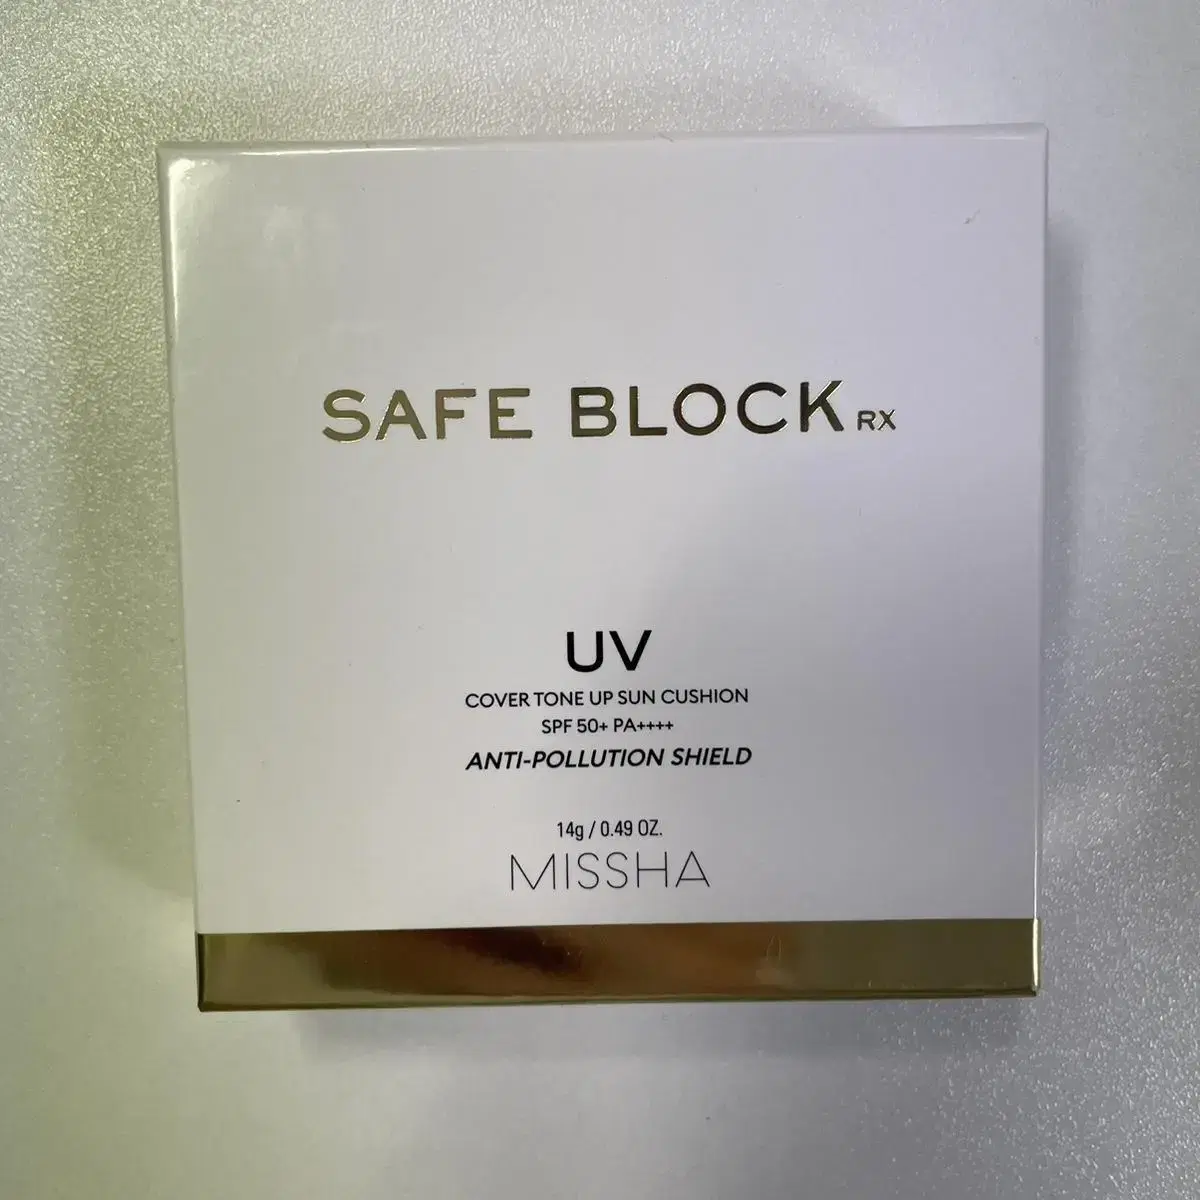 SAFE BLOCK RX
UV
COVER TONE UP SUN CUSHION
SPF 50+ PA++++
ANTI-POLLUTION SHIELD
14g / 0.49 OZ.
MISSHA